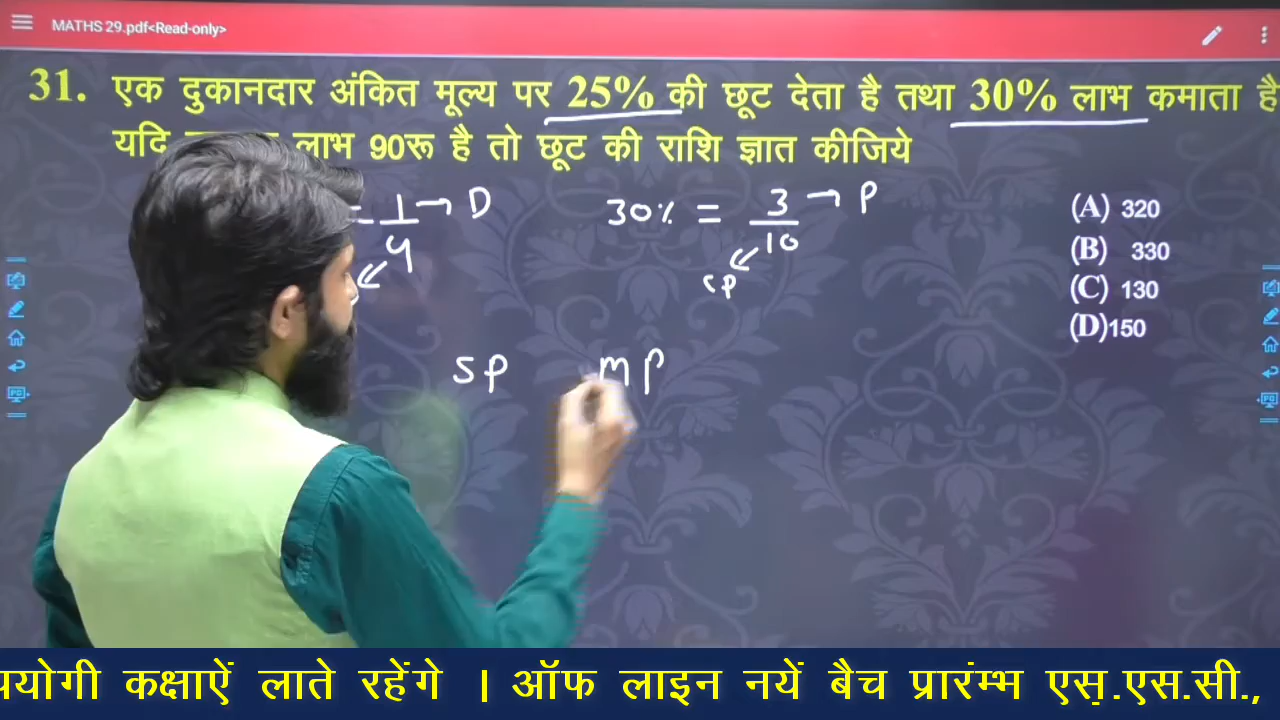 MATHS 29.pdf<Read-only>
31. एक दुकानदार अंकित मूल्य पर 25% की छूट देता है तथा 30% लाभ कमाता है
यदि लाभ 90रू है तो छूट की राशि ज्ञात कीजिये
= 1/4 → D
30% = 3/10 → P
CP
SP MP
(A) 320
(B) 330
(C) 130
(D)150
योगी कक्षाऐं लाते रहेंगे । ऑफ लाइन नयें बैच प्रारंम्भ एस.एस.सी.,